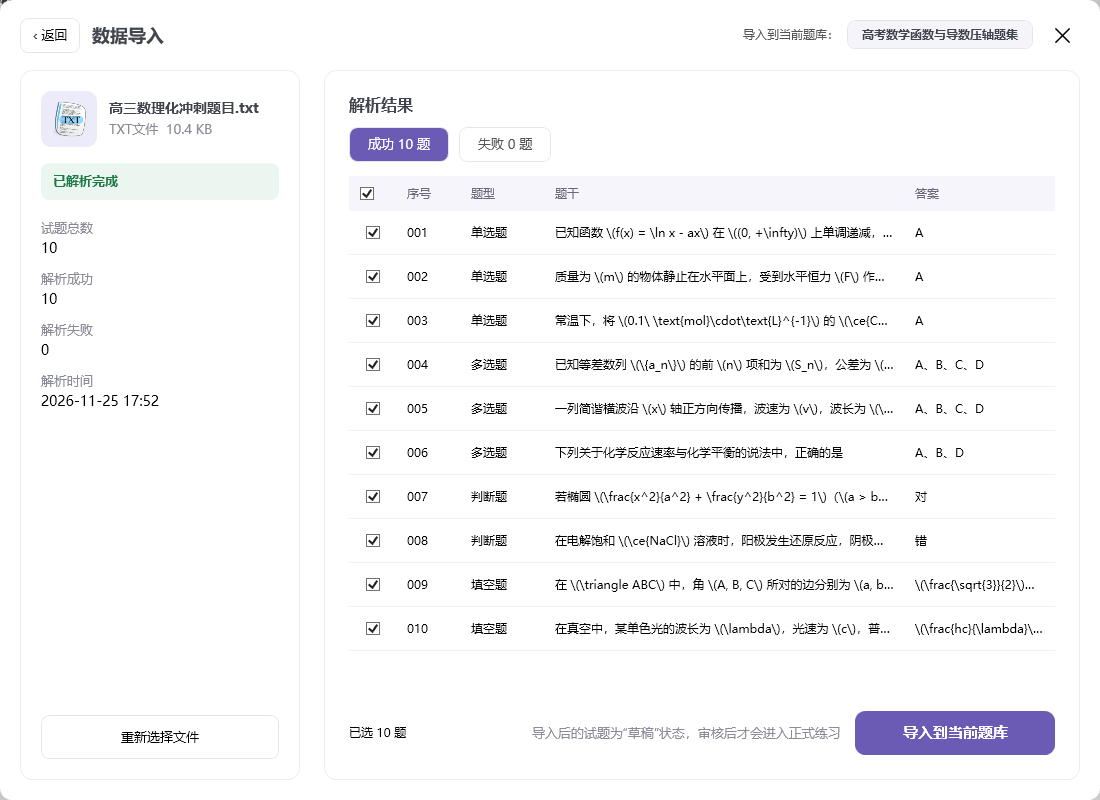 ‹ 返回 数据导入 导入到当前题库： 高考数学函数与导数压轴题集
TXT
高三数理化冲刺题目.txt
TXT文件 10.4 KB
已解析完成
试题总数
10
解析成功
10
解析失败
0
解析时间
2026-11-25 17:52
重新选择文件
解析结果
成功 10 题 失败 0 题
序号 题型 题干 答案
001 单选题 已知函数 \(f(x) = \ln x - ax\) 在 \((0, +\infty)\) 上单调递减，... A
002 单选题 质量为 \(m\) 的物体静止在水平面上，受到水平恒力 \(F\) 作... A
003 单选题 常温下，将 \(0.1\ \text{mol}\cdot\text{L}^{-1}\) 的 \(\ce{C... A
004 多选题 已知等差数列 \(\{a_n\}\) 的前 \(n\) 项和为 \(S_n\)，公差为 \(... A、B、C、D
005 多选题 一列简谐横波沿 \(x\) 轴正方向传播，波速为 \(v\)，波长为 \(\... A、B、C、D
006 多选题 下列关于化学反应速率与化学平衡的说法中，正确的是 A、B、D
007 判断题 若椭圆 \(\frac{x^2}{a^2} + \frac{y^2}{b^2} = 1\)（\(a > b... 对
008 判断题 在电解饱和 \(\ce{NaCl}\) 溶液时，阳极发生还原反应，阴极... 错
009 填空题 在 \(\triangle ABC\) 中，角 \(A, B, C\) 所对的边分别为 \(a, b... \(\frac{\sqrt{3}}{2}\)...
010 填空题 在真空中，某单色光的波长为 \(\lambda\)，光速为 \(c\)，普... \(\frac{hc}{\lambda}\...
已选 10 题 导入后的试题为“草稿”状态，审核后才会进入正式练习 导入到当前题库